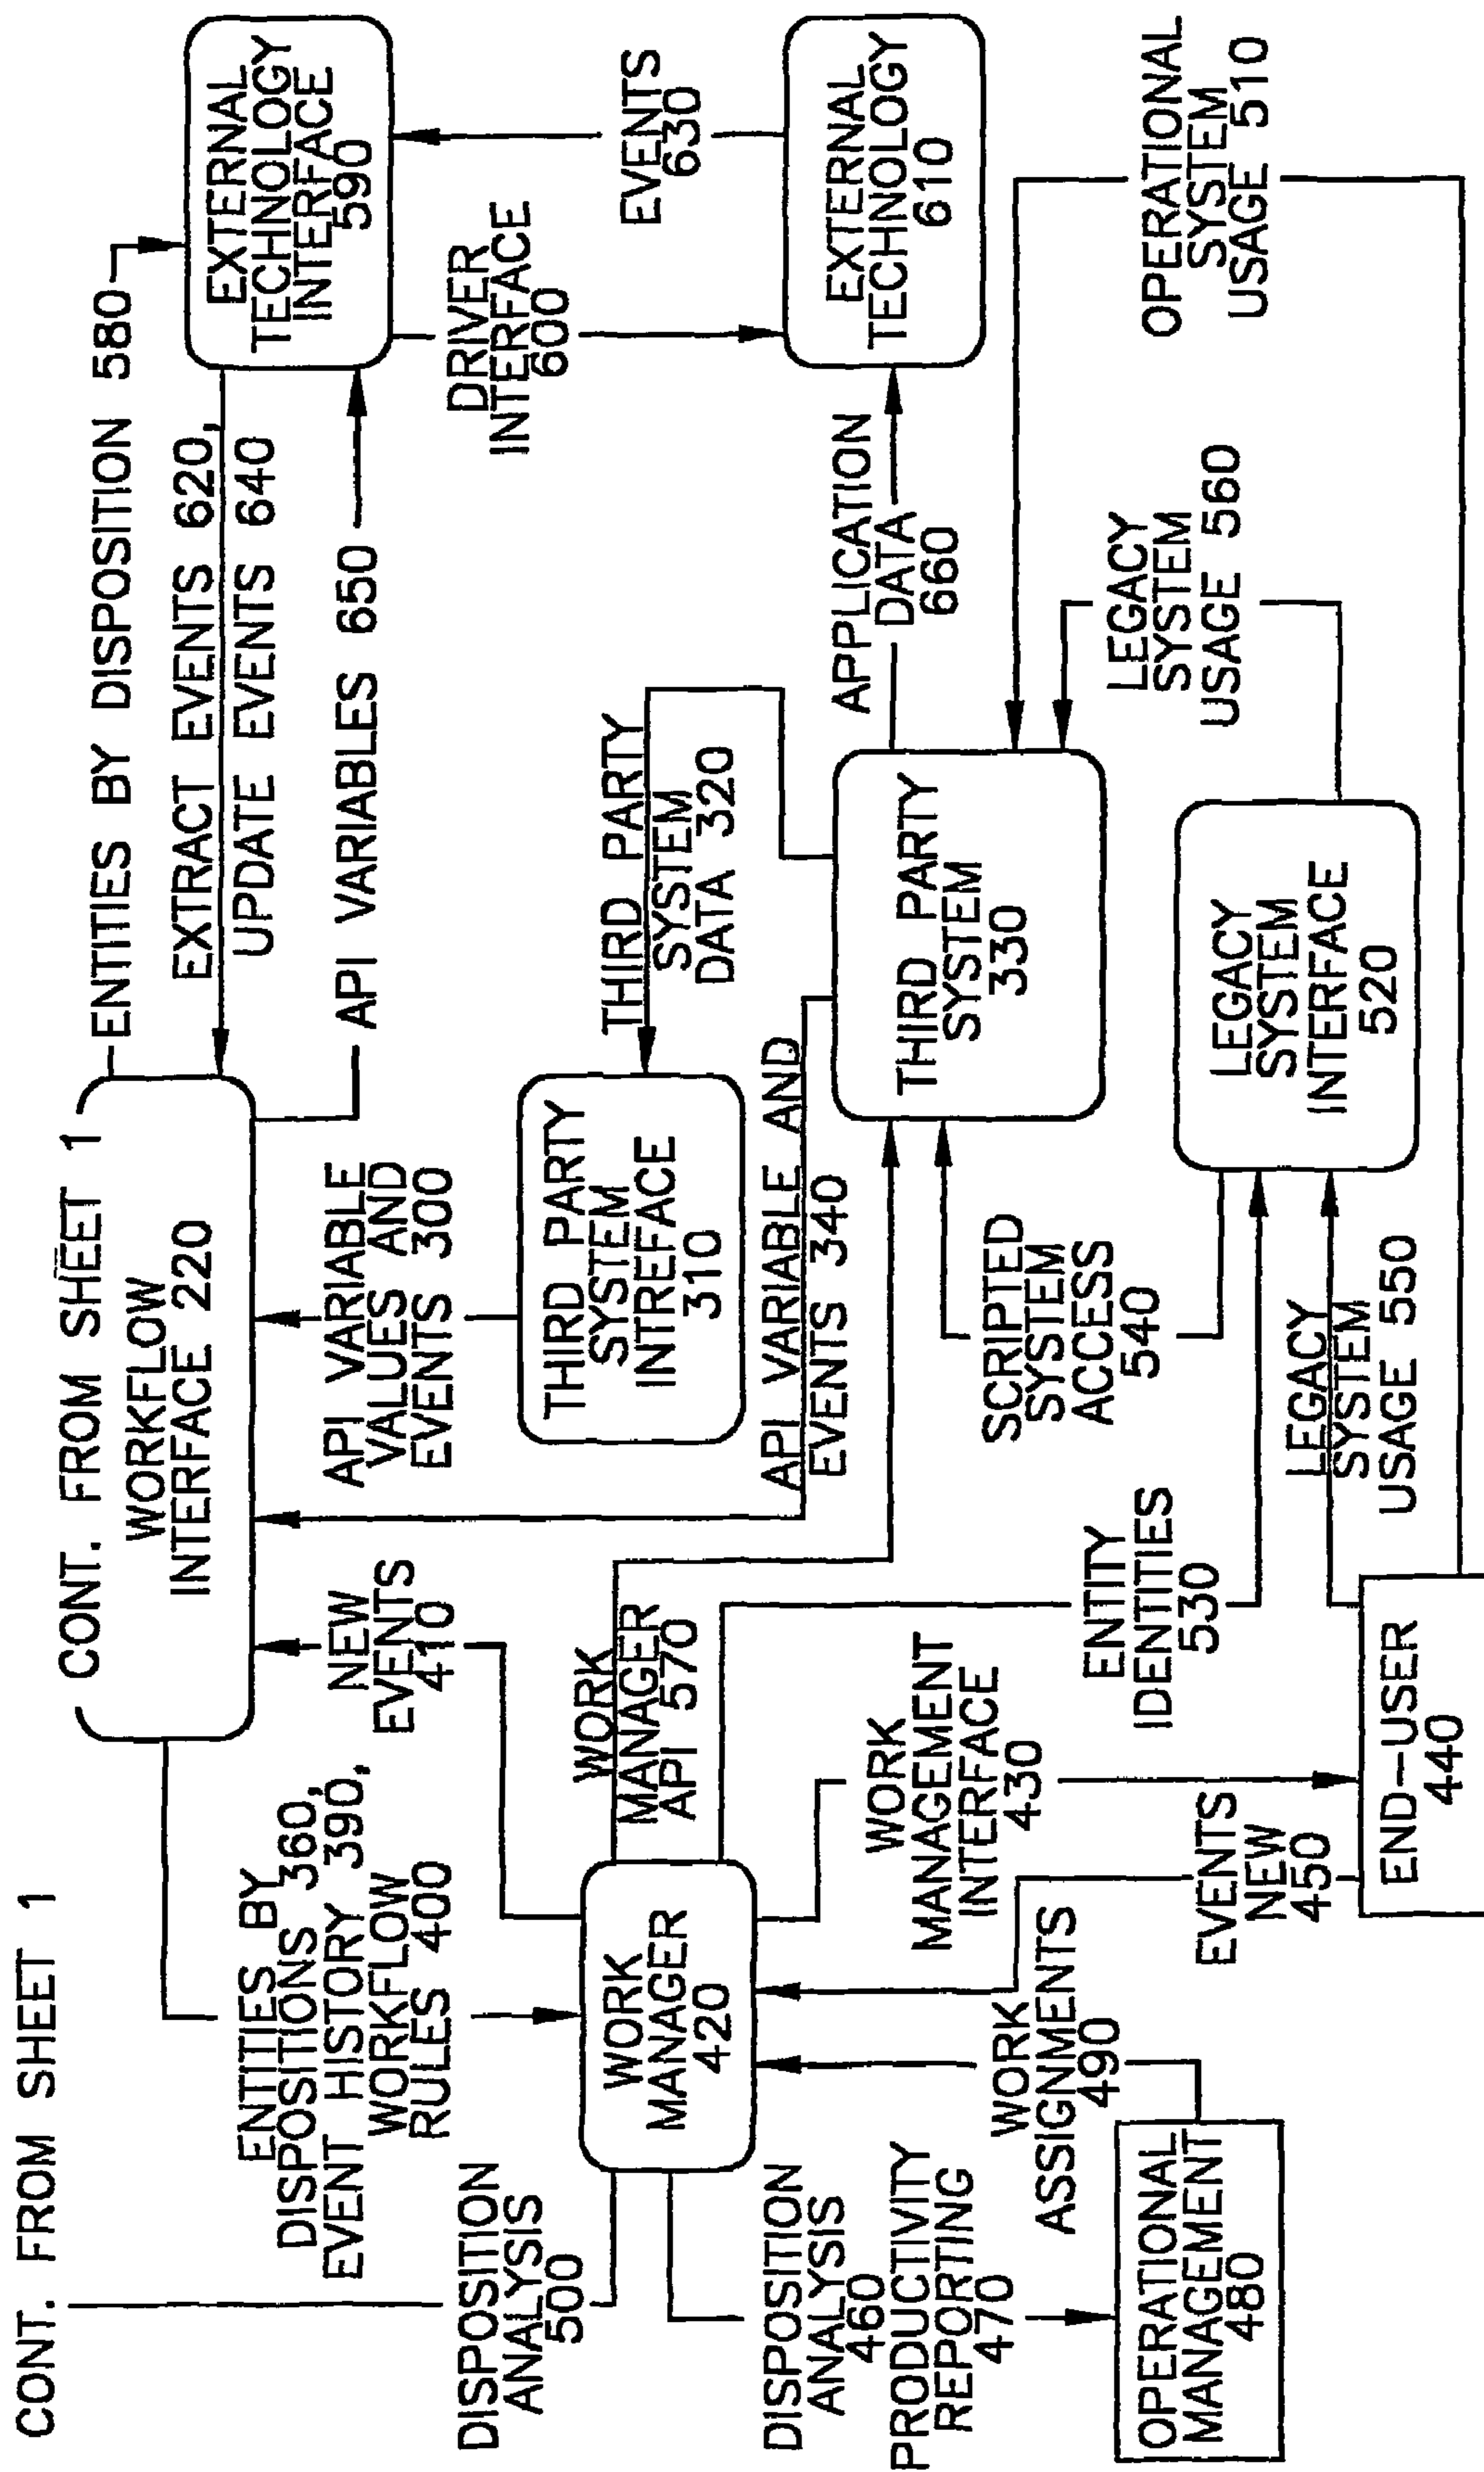 CONT. FROM SHEET 1
CONT. FROM SHEET 1
WORKFLOW
INTERFACE 220
ENTITIES BY DISPOSITION 580
EXTRACT EVENTS 620,
UPDATE EVENTS 640
API VARIABLES 650
EXTERNAL
TECHNOLOGY
INTERFACE
590
ENTITIES BY
DISPOSITIONS 360,
EVENT HISTORY 390,
WORKFLOW
RULES 400
NEW
EVENTS
410
API VARIABLE
VALUES AND
EVENTS 300
DRIVER
INTERFACE
600
EVENTS
630
DISPOSITION
ANALYSIS
500
WORK
MANAGER
420
WORK
MANAGER
API 570
THIRD PARTY
SYSTEM
INTREFACE
310
THIRD PARTY
SYSTEM
DATA 320
API VARIABLE AND
EVENTS 340
APPLICATION
DATA
660
EXTERNAL
TECHNOLOGY
610
DISPOSITION
ANALYSIS
460
PRODUCTIVITY
REPORTING
470
WORK
MANAGEMENT
INTERFACE
430
THIRD PARTY
SYSTEM
330
WORK
ASSIGNMENTS
490
SCRIPTED
SYSTEM
ACCESS
540
ENTITY
IDENTITIES
530
LEGACY
SYSTEM
USAGE 560
OPERATIONAL
SYSTEM
USAGE 510
OPERATIONAL
MANAGEMENT
480
EVENTS
NEW
450
LEGACY
SYSTEM
INTERFACE
520
LEGACY
SYSTEM
USAGE 550
END-USER
440